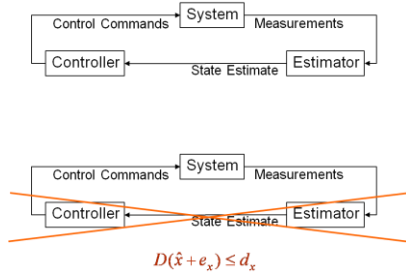 System
Control Commands
Measurements
Controller
Estimator
State Estimate
System
Control Commands
Measurements
Controller
Estimator
State Estimate
D(x̂ + eₓ) ≤ dₓ